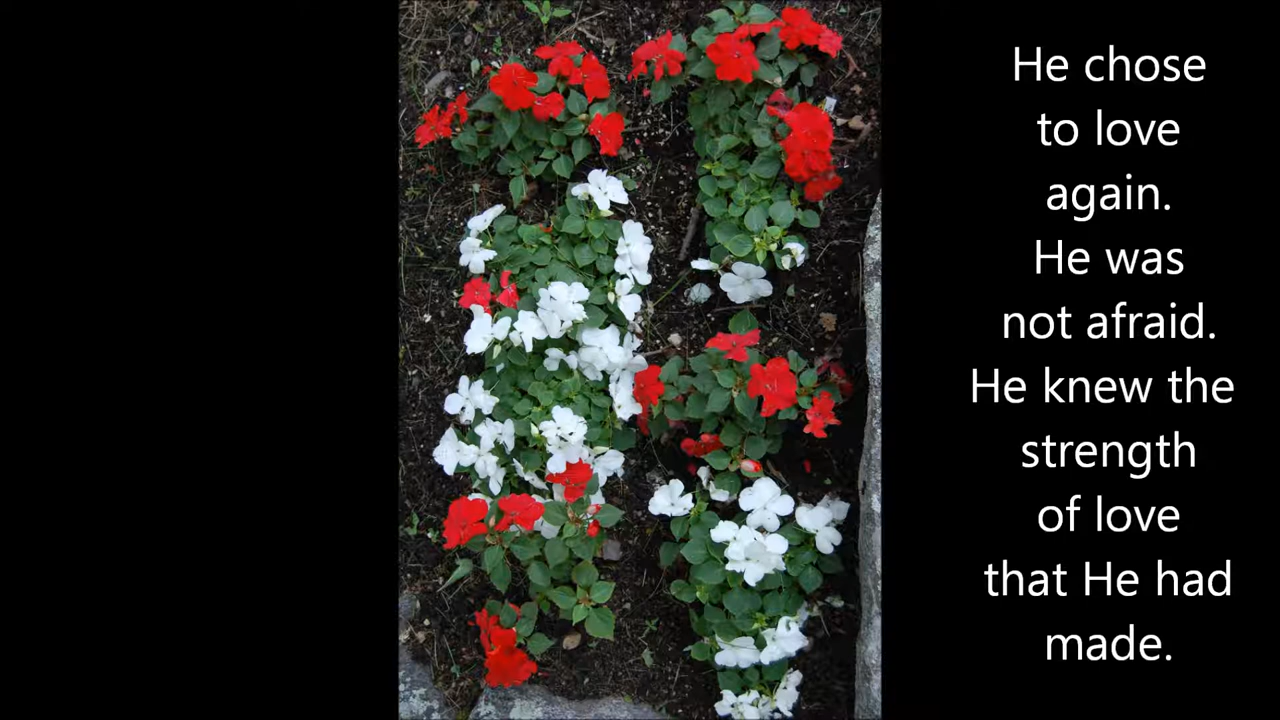 He chose
to love
again.
He was
not afraid.
He knew the
strength
of love
that He had
made.